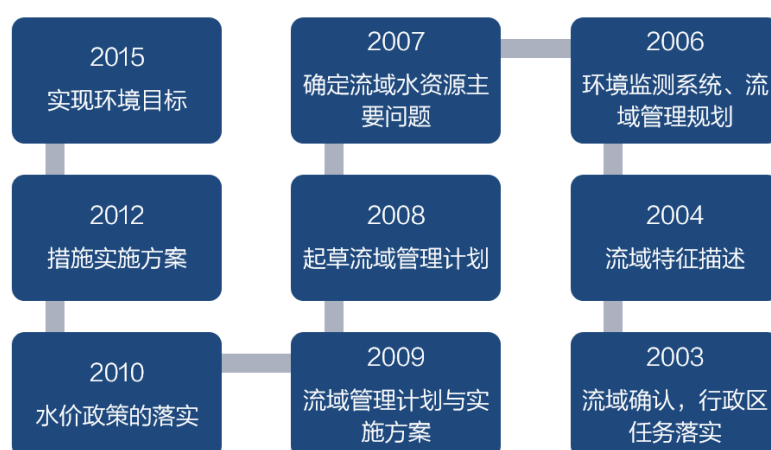 2015
实现环境目标
2007
确定流域水资源主
要问题
2006
环境监测系统、流
域管理规划
2012
措施实施方案
2008
起草流域管理计划
2004
流域特征描述
2010
水价政策的落实
2009
流域管理计划与实
施方案
2003
流域确认，行政区
任务落实